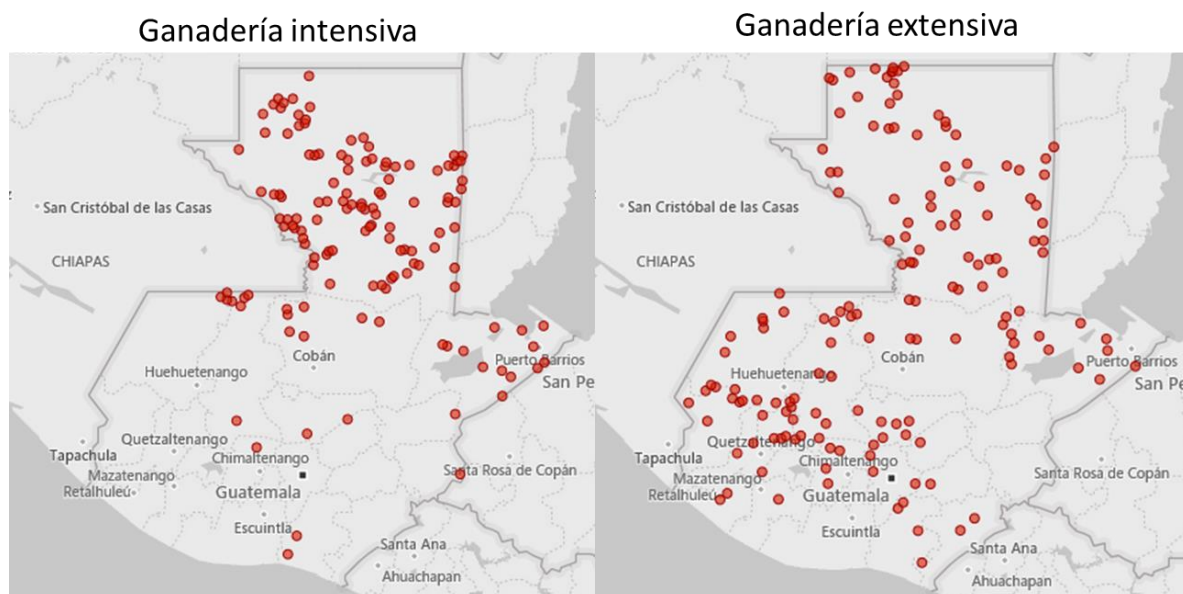 Ganadería intensiva
Ganadería extensiva
San Cristóbal de las Casas
CHIAPAS
Cobán
Huehuetenango
Puerto Barrios
San Pe
Quetzaltenango
Tapachula
Chimaltenango
Mazatenango
Retalhuleú
Guatemala
Santa Rosa de Copán
Escuintla
Santa Ana
Ahuachapan
San Cristóbal de las Casas
CHIAPAS
Cobán
Huehuetenango
Puerto Barrios
San Pe
Quetzaltenango
Tapachula
Chimaltenango
Mazatenango
Retalhuleú
Guatemala
Santa Rosa de Copán
Escuintla
Santa Ana
Ahuachapan